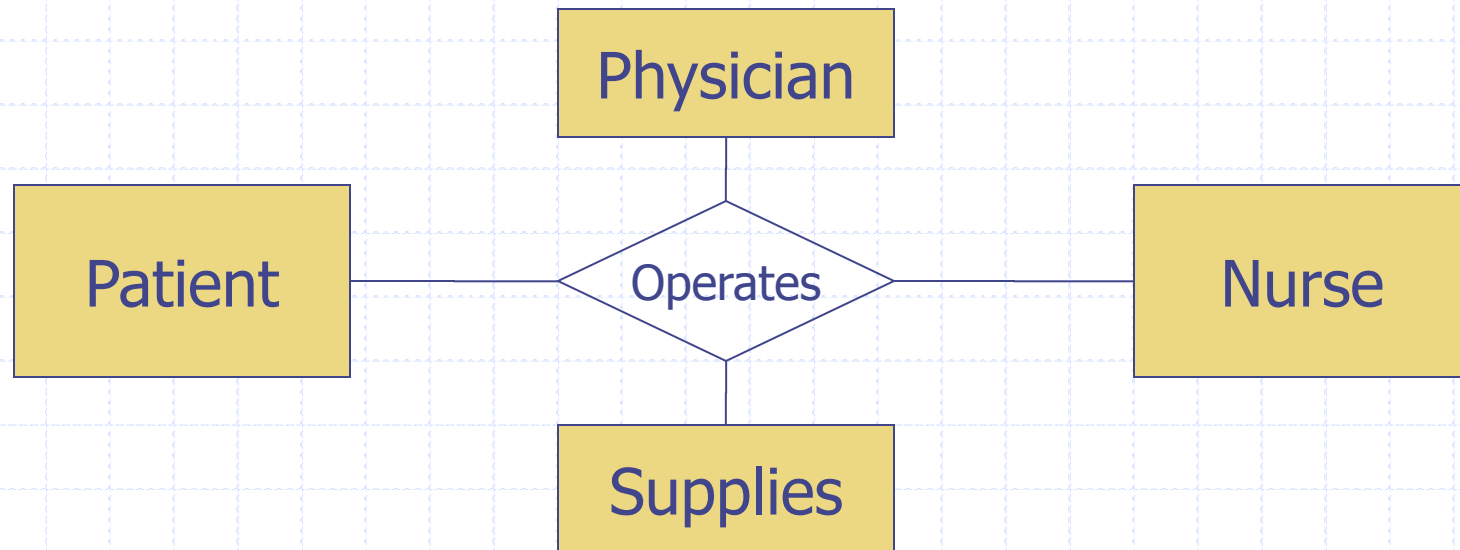 Physician
Patient
Operates
Nurse
Supplies